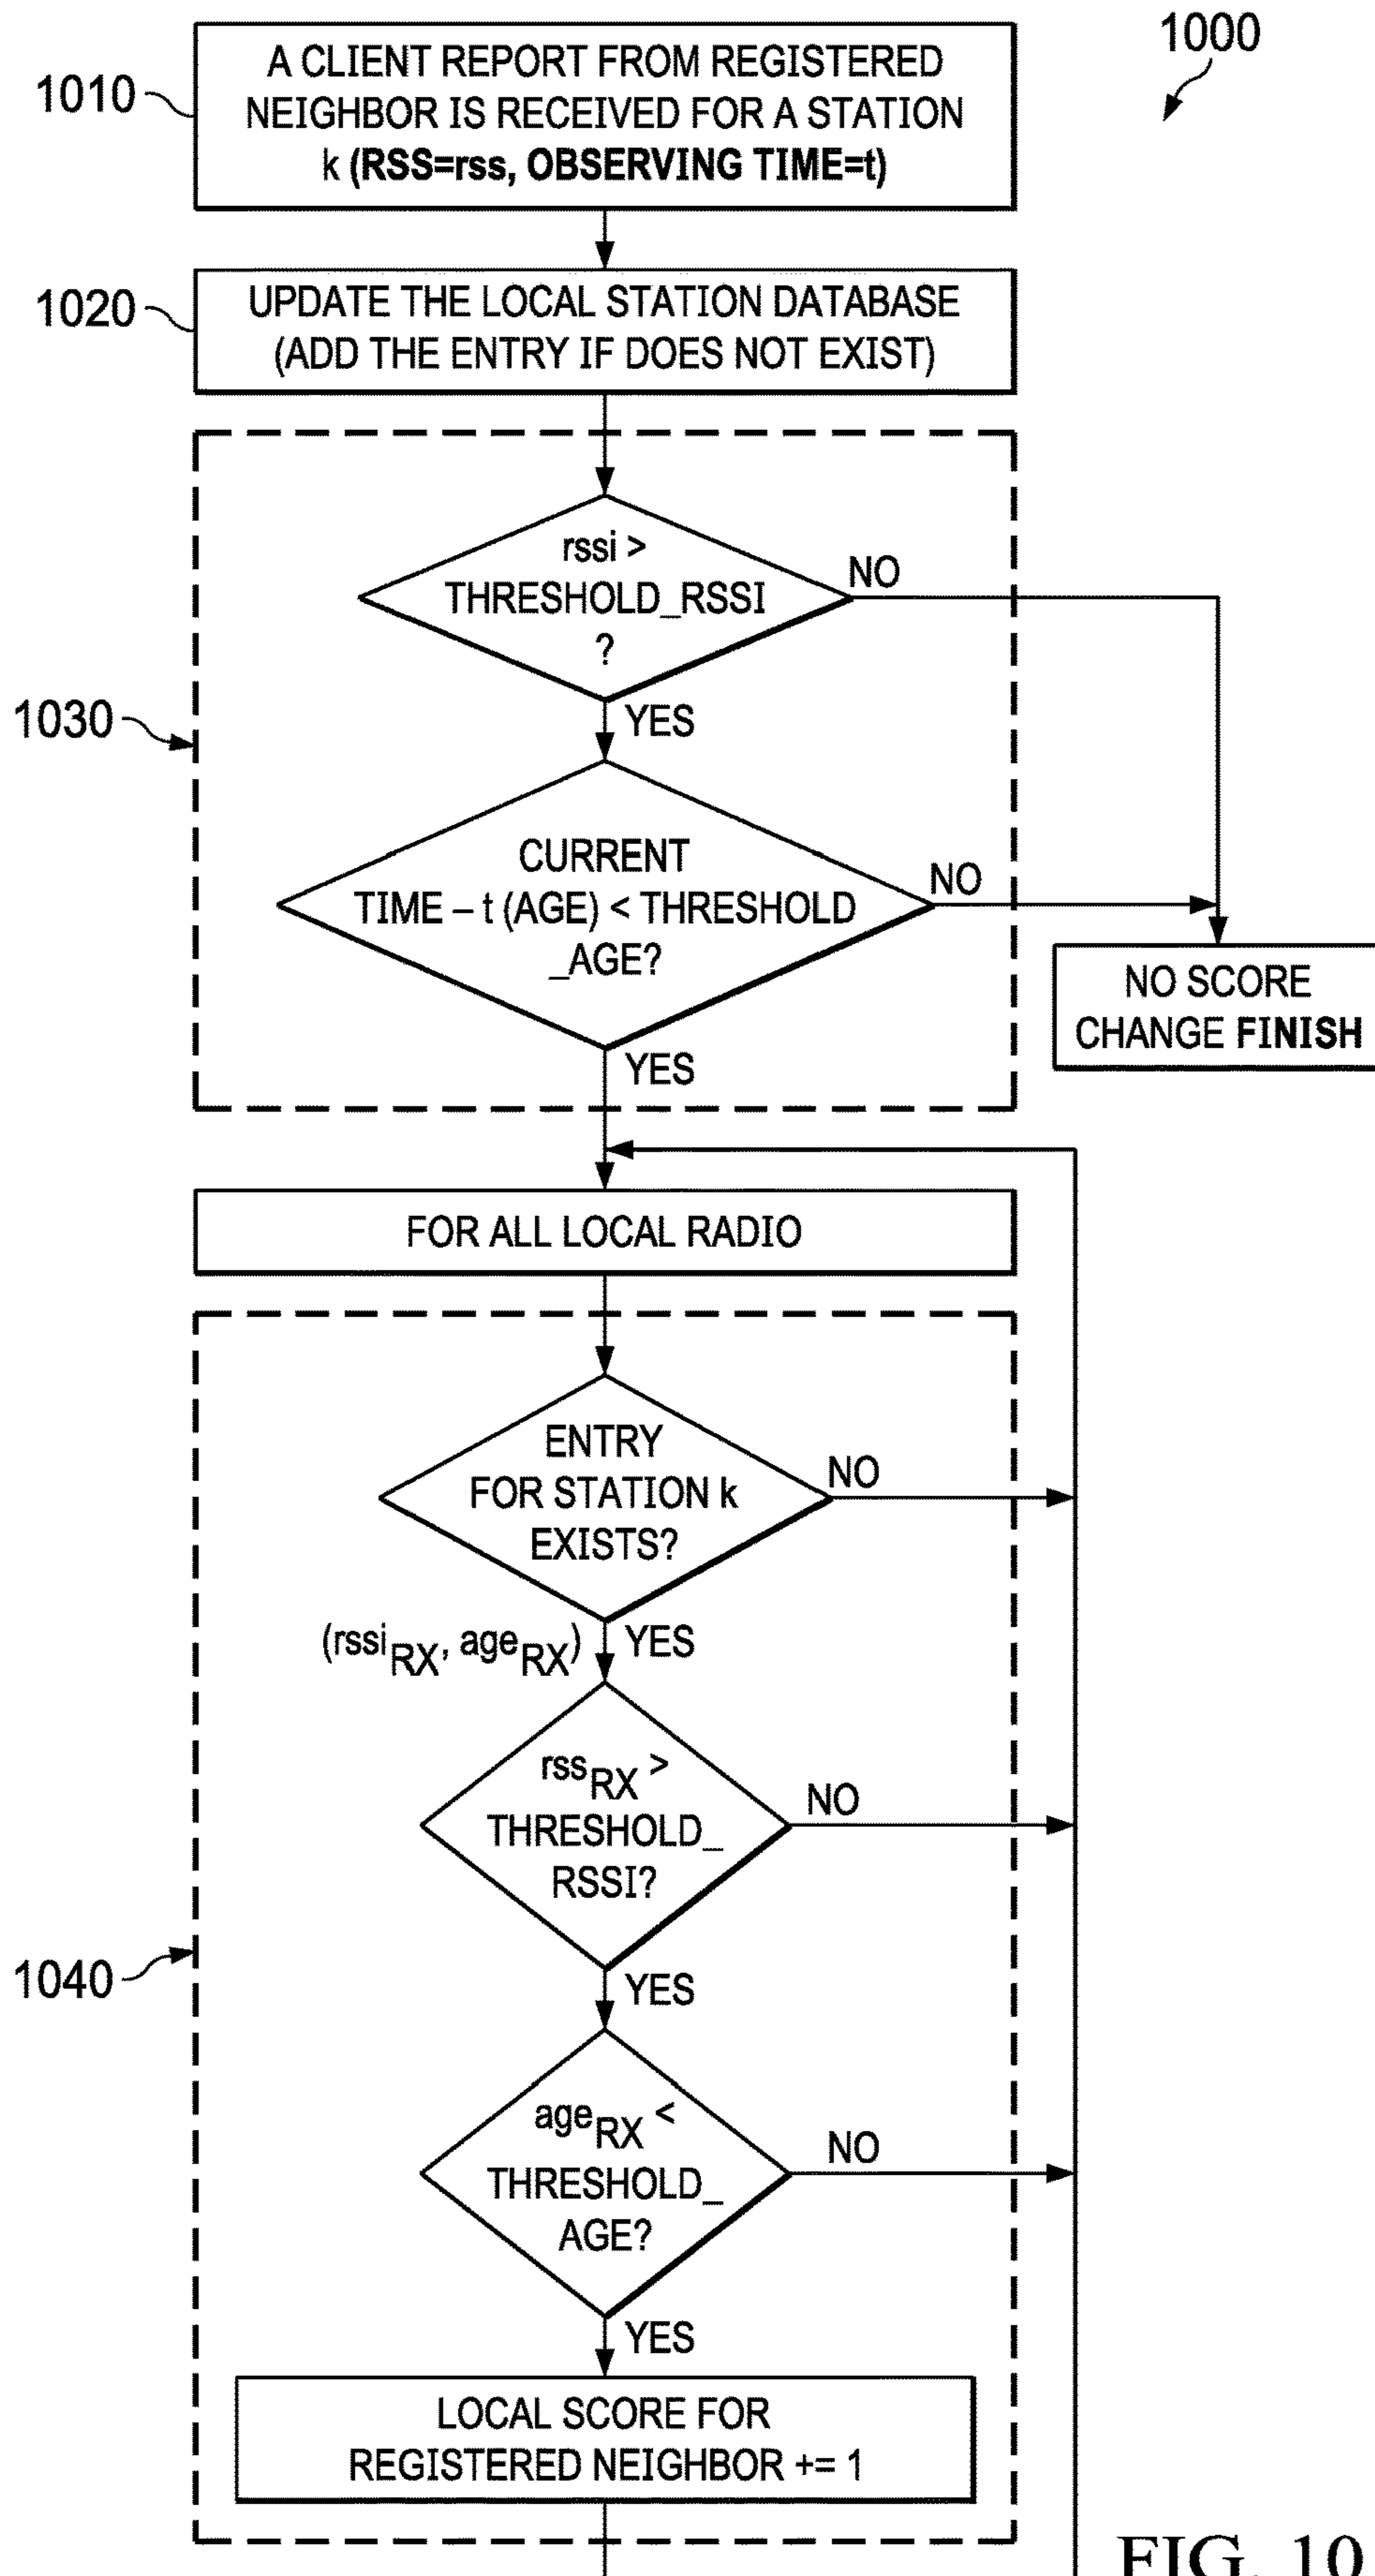 1000
1010
A CLIENT REPORT FROM REGISTERED
NEIGHBOR IS RECEIVED FOR A STATION
k (RSS=rss, OBSERVING TIME=t)
1020
UPDATE THE LOCAL STATION DATABASE
(ADD THE ENTRY IF DOES NOT EXIST)
1030
rssi >
THRESHOLD_RSSI
?
NO
YES
CURRENT
TIME – t (AGE) < THRESHOLD
_AGE?
NO
YES
NO SCORE
CHANGE FINISH
FOR ALL LOCAL RADIO
1040
ENTRY
FOR STATION k
EXISTS?
NO
(rssiRX, ageRX)
YES
rssRX >
THRESHOLD_
RSSI?
NO
YES
ageRX <
THRESHOLD_
AGE?
NO
YES
LOCAL SCORE FOR
REGISTERED NEIGHBOR += 1
FIG. 10